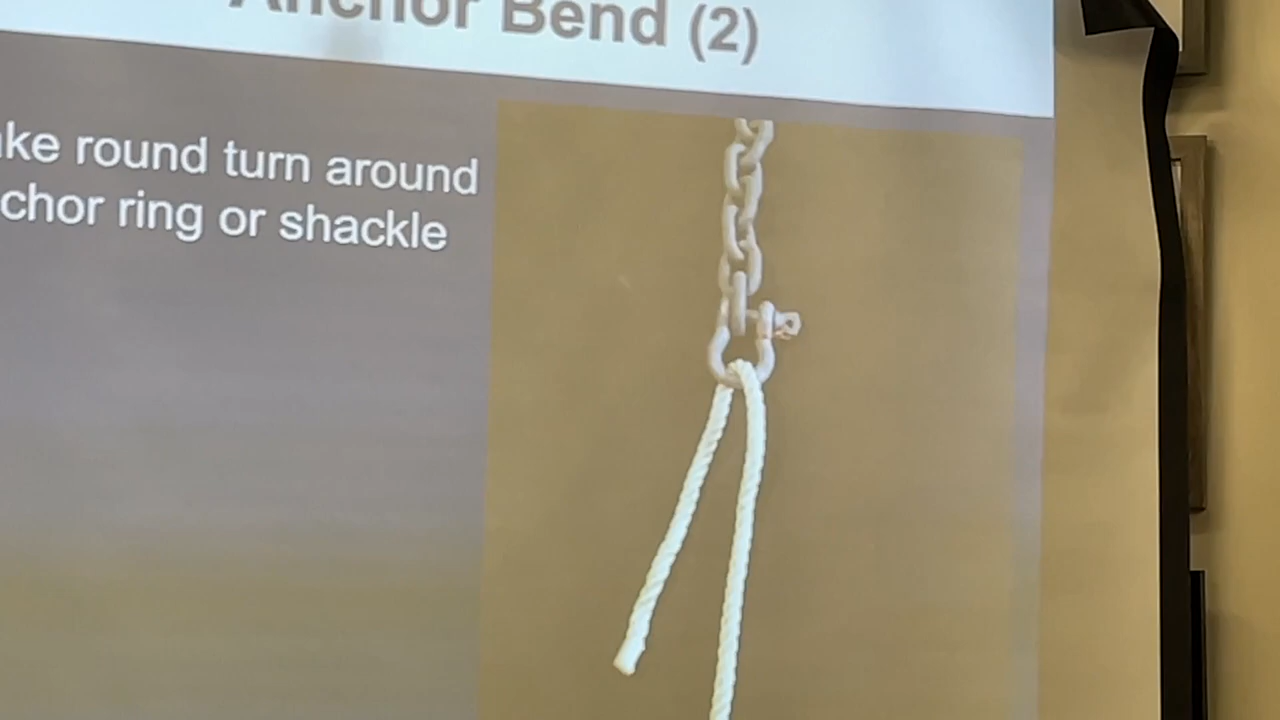 Anchor Bend (2)
ake round turn around
chor ring or shackle